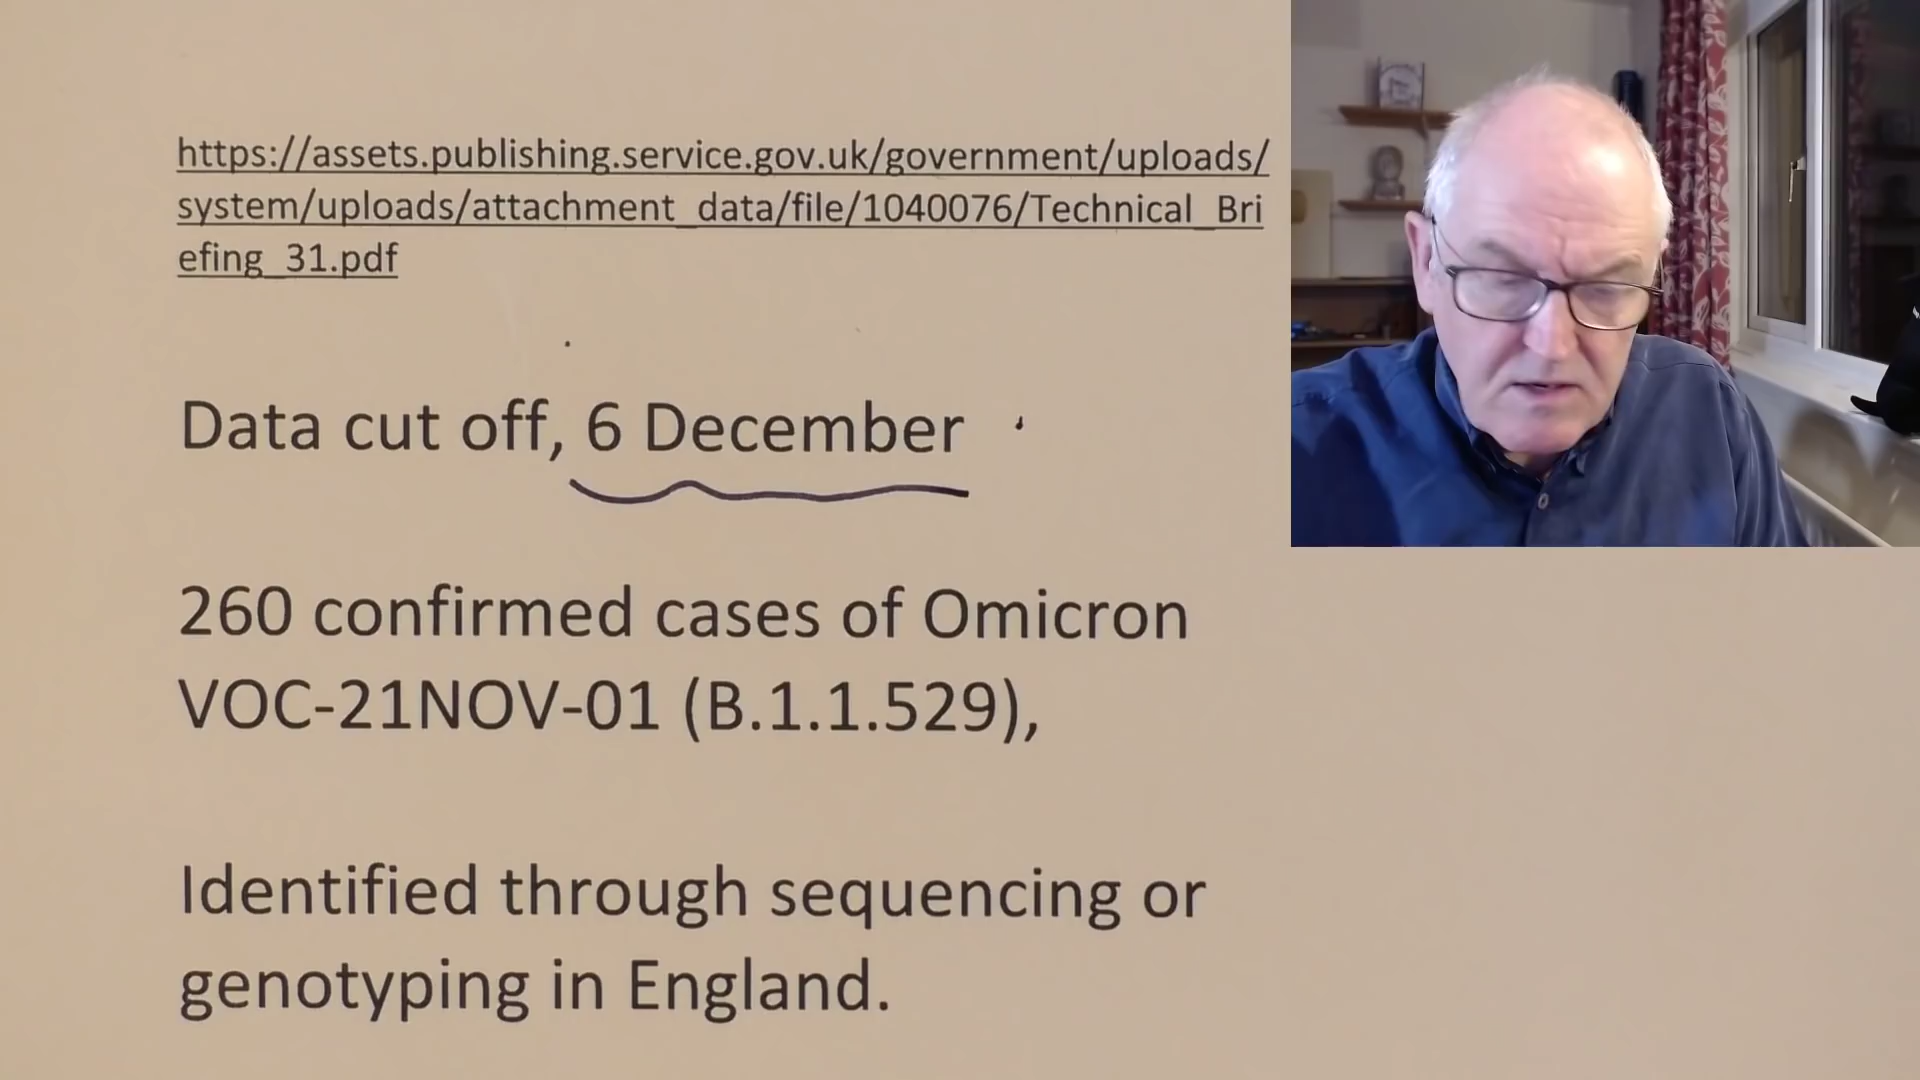 https://assets.publishing.service.gov.uk/government/uploads/
system/uploads/attachment_data/file/1040076/Technical_Bri
efing_31.pdf
Data cut off, 6 December
260 confirmed cases of Omicron
VOC-21NOV-01 (B.1.1.529),
Identified through sequencing or
genotyping in England.